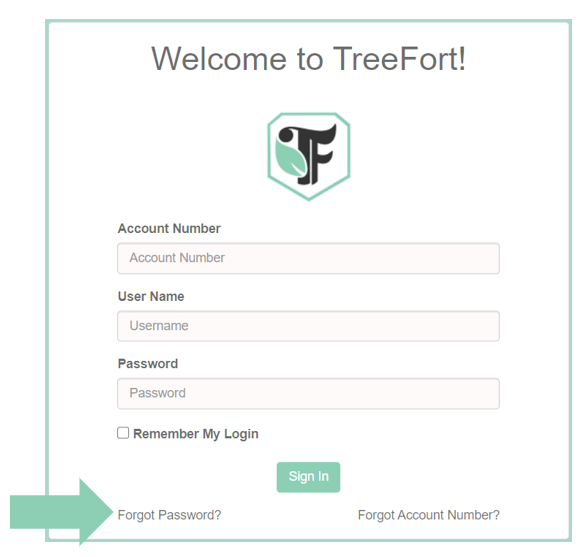 Welcome to TreeFort!
TF
Account Number
Account Number
User Name
Username
Password
Password
Remember My Login
Sign In
Forgot Password? Forgot Account Number?